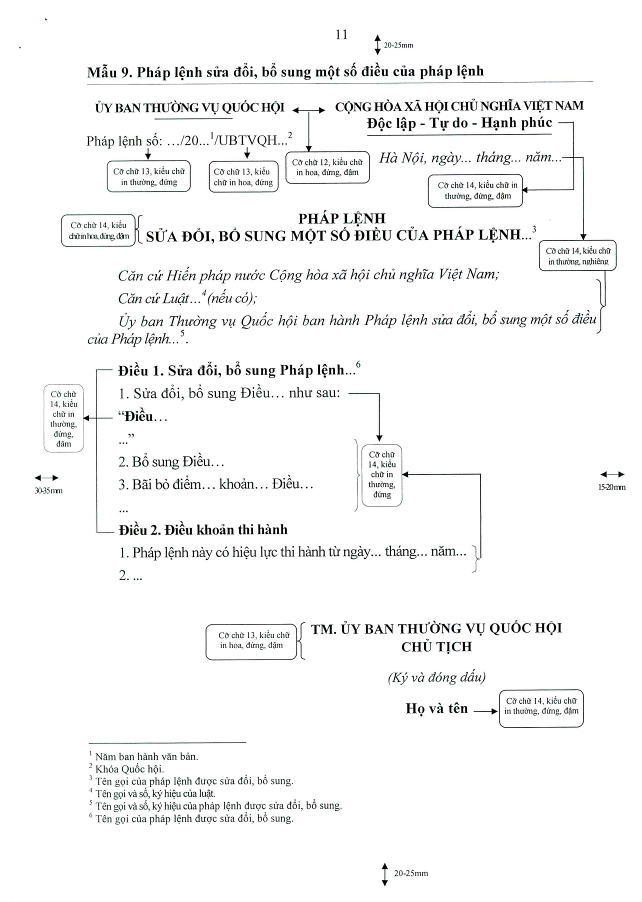 11
20-25mm
Mẫu 9. Pháp lệnh sửa đổi, bổ sung một số điều của pháp lệnh
ỦY BAN THƯỜNG VỤ QUỐC HỘI
CỘNG HÒA XÃ HỘI CHỦ NGHĨA VIỆT NAM
Độc lập - Tự do - Hạnh phúc
Pháp lệnh số: …/20...1/UBTVQH...2
Hà Nội, ngày... tháng... năm...
Cỡ chữ 13, kiểu chữ
in thường, đứng
Cỡ chữ 13, kiểu chữ
in hoa, đứng
Cỡ chữ 12, kiểu chữ
in hoa, đứng, đậm
Cỡ chữ 14, kiểu chữ in
thường, đứng, đậm
Cỡ chữ 14, kiểu
chữ in hoa, đứng, đậm
PHÁP LỆNH
SỬA ĐỔI, BỔ SUNG MỘT SỐ ĐIỀU CỦA PHÁP LỆNH...3
Cỡ chữ 14, kiểu chữ
in thường, nghiêng
Căn cứ Hiến pháp nước Cộng hòa xã hội chủ nghĩa Việt Nam;
Căn cứ Luật...4 (nếu có);
Ủy ban Thường vụ Quốc hội ban hành Pháp lệnh sửa đổi, bổ sung một số điều
của Pháp lệnh...5.
Điều 1. Sửa đổi, bổ sung Pháp lệnh...6
1. Sửa đổi, bổ sung Điều… như sau:
“Điều…
...”
2. Bổ sung Điều…
3. Bãi bỏ điểm… khoản… Điều…
...
Cỡ chữ
14, kiểu
chữ in
thường,
đứng,
đậm
Cỡ chữ
14, kiểu
chữ in
thường,
đứng
30-35mm
15-20mm
Điều 2. Điều khoản thi hành
1. Pháp lệnh này có hiệu lực thi hành từ ngày... tháng... năm...
2. ...
Cỡ chữ 13, kiểu chữ
in hoa, đứng, đậm
TM. ỦY BAN THƯỜNG VỤ QUỐC HỘI
CHỦ TỊCH
(Ký và đóng dấu)
Họ và tên
Cỡ chữ 14, kiểu chữ
in thường, đứng, đậm
1 Năm ban hành văn bản.
2 Khóa Quốc hội.
3 Tên gọi của pháp lệnh được sửa đổi, bổ sung.
4 Tên gọi và số, ký hiệu của luật.
5 Tên gọi và số, ký hiệu của pháp lệnh được sửa đổi, bổ sung.
6 Tên gọi của pháp lệnh được sửa đổi, bổ sung.
20-25mm